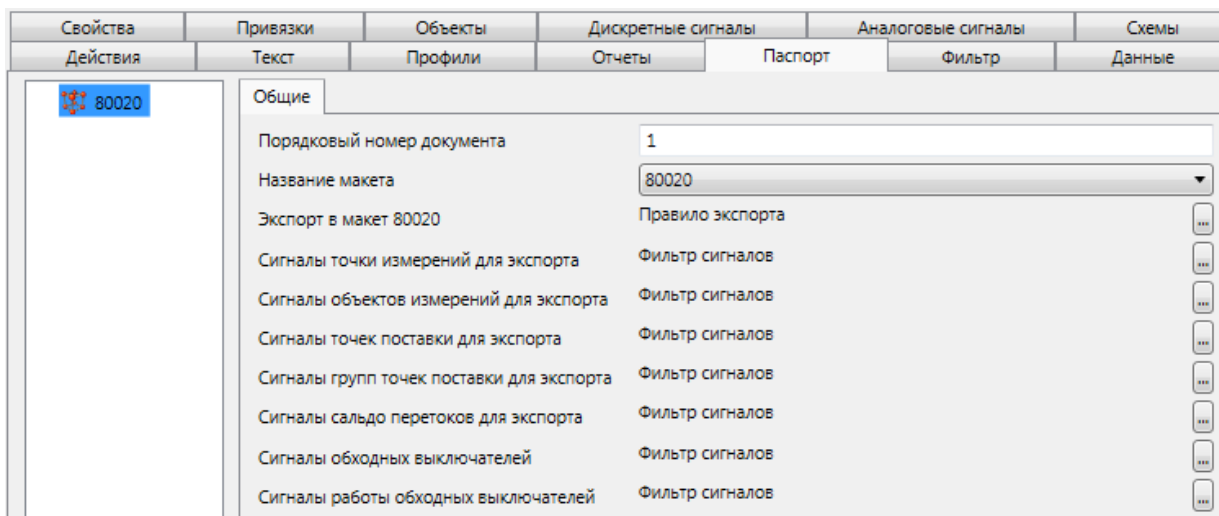 Свойства Привязки Объекты Дискретные сигналы Аналоговые сигналы Схемы
Действия Текст Профили Отчеты Паспорт Фильтр Данные
80020
Общие
Порядковый номер документа 1
Название макета 80020
Экспорт в макет 80020 Правило экспорта ...
Сигналы точки измерений для экспорта Фильтр сигналов ...
Сигналы объектов измерений для экспорта Фильтр сигналов ...
Сигналы точек поставки для экспорта Фильтр сигналов ...
Сигналы групп точек поставки для экспорта Фильтр сигналов ...
Сигналы сальдо перетоков для экспорта Фильтр сигналов ...
Сигналы обходных выключателей Фильтр сигналов ...
Сигналы работы обходных выключателей Фильтр сигналов ...